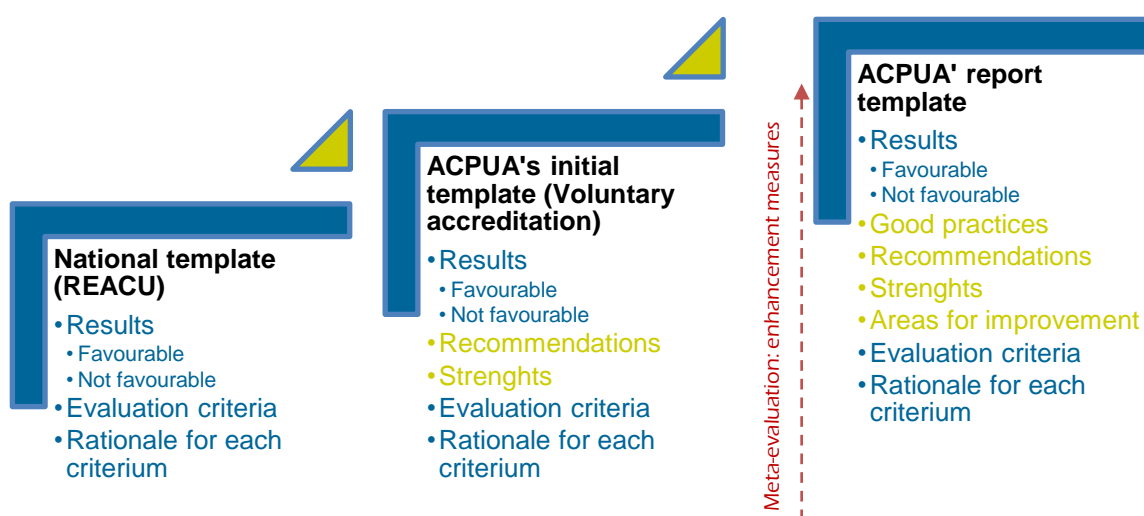 National template
(REACU)
•Results
• Favourable
• Not favourable
•Evaluation criteria
•Rationale for each
criterium
ACPUA's initial
template (Voluntary
accreditation)
•Results
• Favourable
• Not favourable
•Recommendations
•Strenghts
•Evaluation criteria
•Rationale for each
criterium
Meta-evaluation: enhancement measures
ACPUA' report
template
•Results
• Favourable
• Not favourable
•Good practices
•Recommendations
•Strenghts
•Areas for improvement
•Evaluation criteria
•Rationale for each
criterium